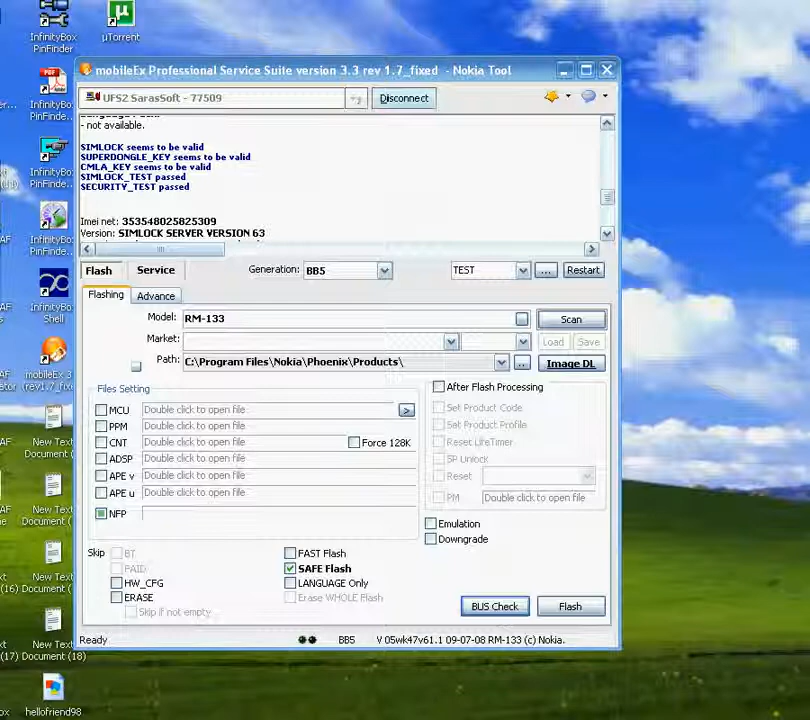 InfinityBox
PinFinder
µTorrent
mobileEx Professional Service Suite version 3.3 rev 1.7_fixed - Nokia Tool
UFS2 SarasSoft - 77509
Disconnect
InfinityBox
PinFinde...
- not available.
SIMLOCK seems to be valid
SUPERDONGLE_KEY seems to be valid
CMLA_KEY seems to be valid
SIMLOCK_TEST passed
SECURITY_TEST passed
InfinityBox
PinFinde...
Imei net: 353548025825309
Version: SIMLOCK SERVER VERSION 63
InfinityBox
PinFinde...
Flash
Service
Generation:
BB5
TEST
...
Restart
InfinityBox
Shell
Flashing
Advance
Model:
RM-133
Scan
Market:
Load
Save
Path:
C:\Program Files\Nokia\Phoenix\Products\
..
Image DL
mobileEx 3
(rev1.7_fix
Files Setting
After Flash Processing
MCU
Double click to open file
>
Set Product Code
PPM
Double click to open file
Set Product Profile
CNT
Double click to open file
Force 128K
Reset LifeTimer
New Text
Document (
ADSP
Double click to open file
SP Unlock
APE v
Double click to open file
Reset
APE u
Double click to open file
PM
Double click to open file
NFP
New Text
Document (
Emulation
Downgrade
Skip
BT
FAST Flash
PAID
SAFE Flash
HW_CFG
LANGUAGE Only
ERASE
Erase WHOLE Flash
Skip if not empty
New Text
(16) Document (
BUS Check
Flash
Ready
BB5
V 05wk47v61.1 09-07-08 RM-133 (c) Nokia.
New Text
(17) Document (18)
hellofriend98